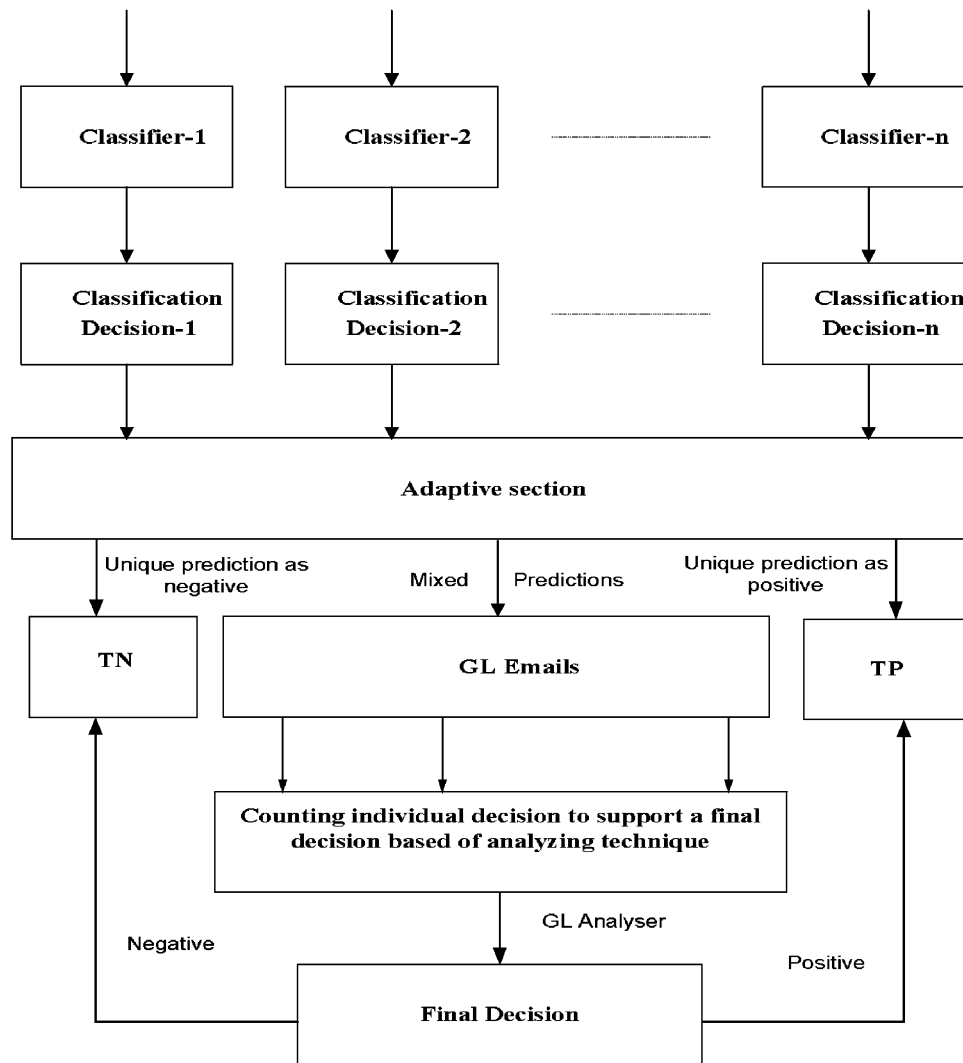 Classifier-1
Classifier-2
Classifier-n
Classification
Decision-1
Classification
Decision-2
Classification
Decision-n
Adaptive section
Unique prediction as
negative
Mixed Predictions
Unique prediction as
positive
TN
GL Emails
TP
Counting individual decision to support a final
decision based of analyzing technique
GL Analyser
Negative
Positive
Final Decision